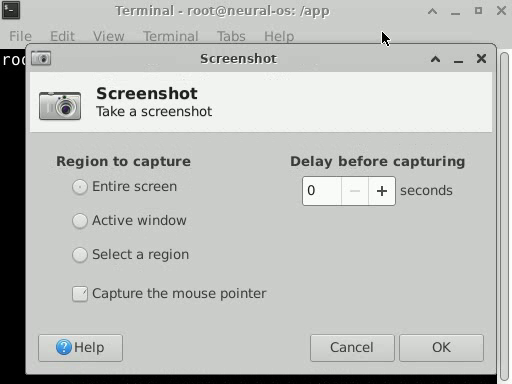 Terminal - root@neural-os: /app
File Edit View Terminal Tabs Help
Screenshot
Screenshot
Take a screenshot
Region to capture
Entire screen
Active window
Select a region
Capture the mouse pointer
Delay before capturing
0 seconds
Help Cancel OK